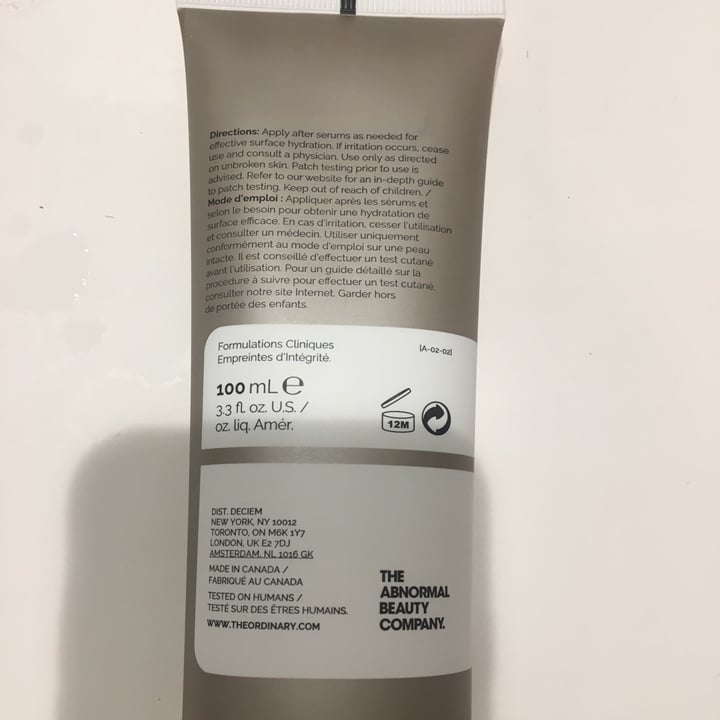 Directions: Apply after serums as needed for
effective surface hydration. If irritation occurs, cease
use and consult a physician. Use only as directed
on unbroken skin. Patch testing prior to use is
advised. Refer to our website for an in-depth guide
to patch testing. Keep out of reach of children. /
Mode d'emploi : Appliquer après les sérums et
selon le besoin pour obtenir une hydratation de
surface efficace. En cas d'irritation, cesser l'utilisation
et consulter un médecin. Utiliser uniquement
conformément au mode d'emploi sur une peau
intacte. Il est conseillé d'effectuer un test cutané
avant l'utilisation. Pour un guide détaillé sur la
procédure à suivre pour effectuer un test cutané,
consulter notre site Internet. Garder hors
de portée des enfants.
Formulations Cliniques
Empreintes d'Intégrité.
[A-02-02]
100 mL ℮
3.3 fl. oz. U.S. /
oz. liq. Amér.
12M
DIST. DECIEM
NEW YORK, NY 10012
TORONTO, ON M6K 1Y7
LONDON, UK E2 7DJ
AMSTERDAM, NL 1016 GK
MADE IN CANADA /
FABRIQUÉ AU CANADA
TESTED ON HUMANS /
TESTÉ SUR DES ÊTRES HUMAINS.
WWW.THEORDINARY.COM
THE
ABNORMAL
BEAUTY
COMPANY.